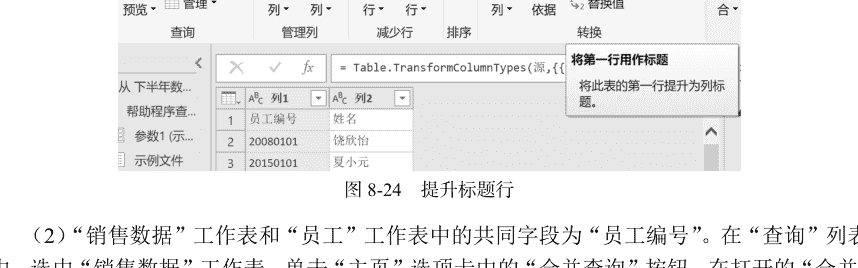 预览 管理 列 列 行 行 列 依据 替换值 合
查询 管理列 减少行 排序 转换
将第一行用作标题
将此表的第一行提升为列标
题。
fx = Table.TransformColumnTypes(源,{{
从 下半年数...
帮助程序查...
参数1 (示...
示例文件
ABC 列1 ABC 列2
1 员工编号 姓名
2 20080101 饶欣怡
3 20150101 夏小元
图 8-24 提升标题行
（2）“销售数据”工作表和“员工”工作表中的共同字段为“员工编号”。在“查询”列表
中，选中“销售数据”工作表，单击“主页”选项卡中的“合并查询”按钮，在打开的“合并